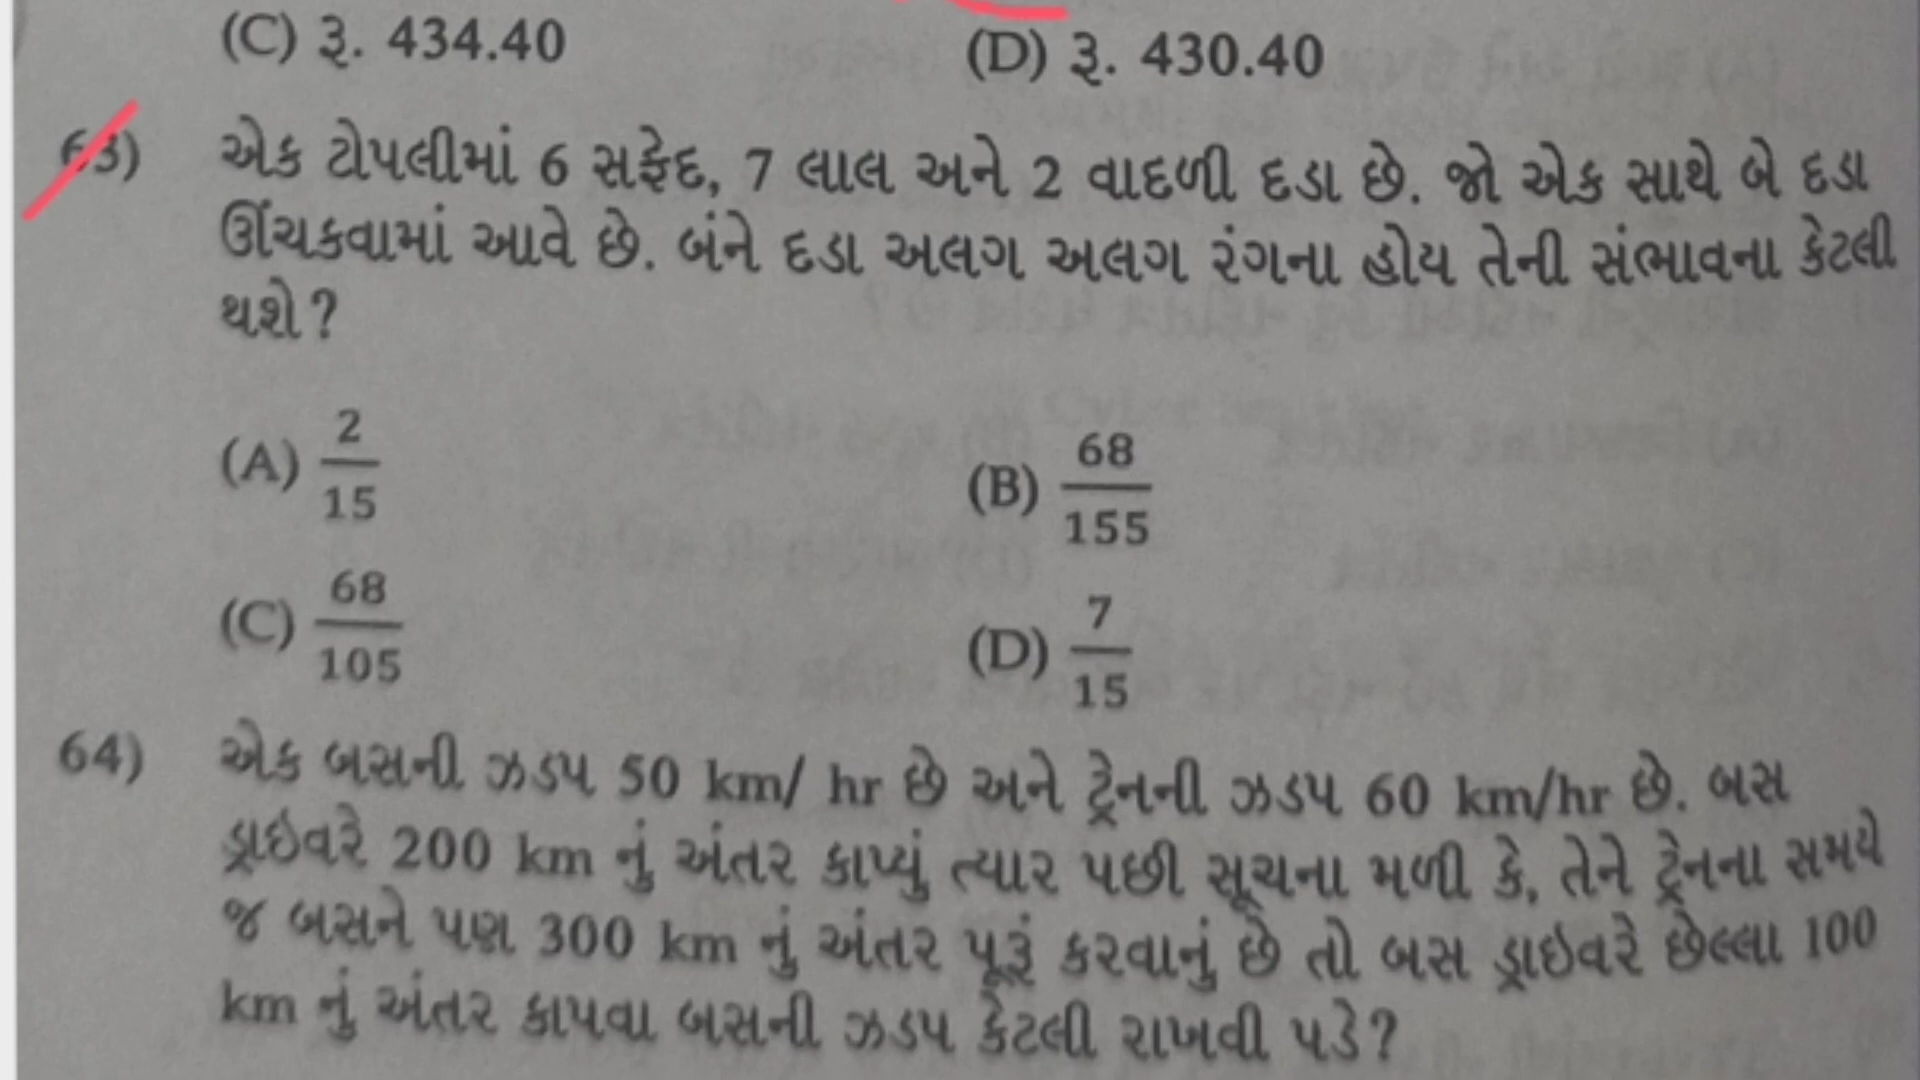 (C) રૂ. 434.40 (D) રૂ. 430.40
63) એક ટોપલીમાં 6 સફેદ, 7 લાલ અને 2 વાદળી દડા છે. જો એક સાથે બે દડા
ઊંચકવામાં આવે છે. બંને દડા અલગ અલગ રંગના હોય તેની સંભાવના કેટલી
થશે?
(A) 2/15 (B) 68/155
(C) 68/105 (D) 7/15
64) એક બસની ઝડપ 50 km/ hr છે અને ટ્રેનની ઝડપ 60 km/hr છે. બસ
ડ્રાઇવરે 200 km નું અંતર કાપ્યું ત્યાર પછી સૂચના મળી કે, તેને ટ્રેનના સમયે
જ બસને પણ 300 km નું અંતર પૂરૂં કરવાનું છે તો બસ ડ્રાઇવરે છેલ્લા 100
km નું અંતર કાપવા બસની ઝડપ કેટલી રાખવી પડે?